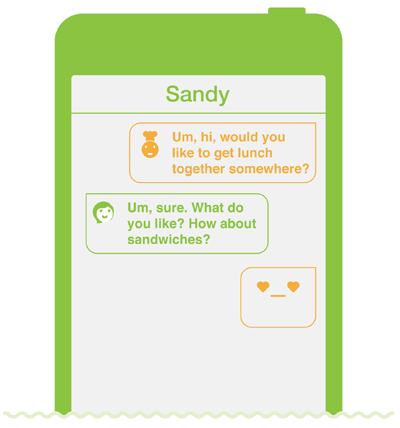 Sandy
Um, hi, would you
like to get lunch
together somewhere?
Um, sure. What do
you like? How about
sandwiches?
♥_♥